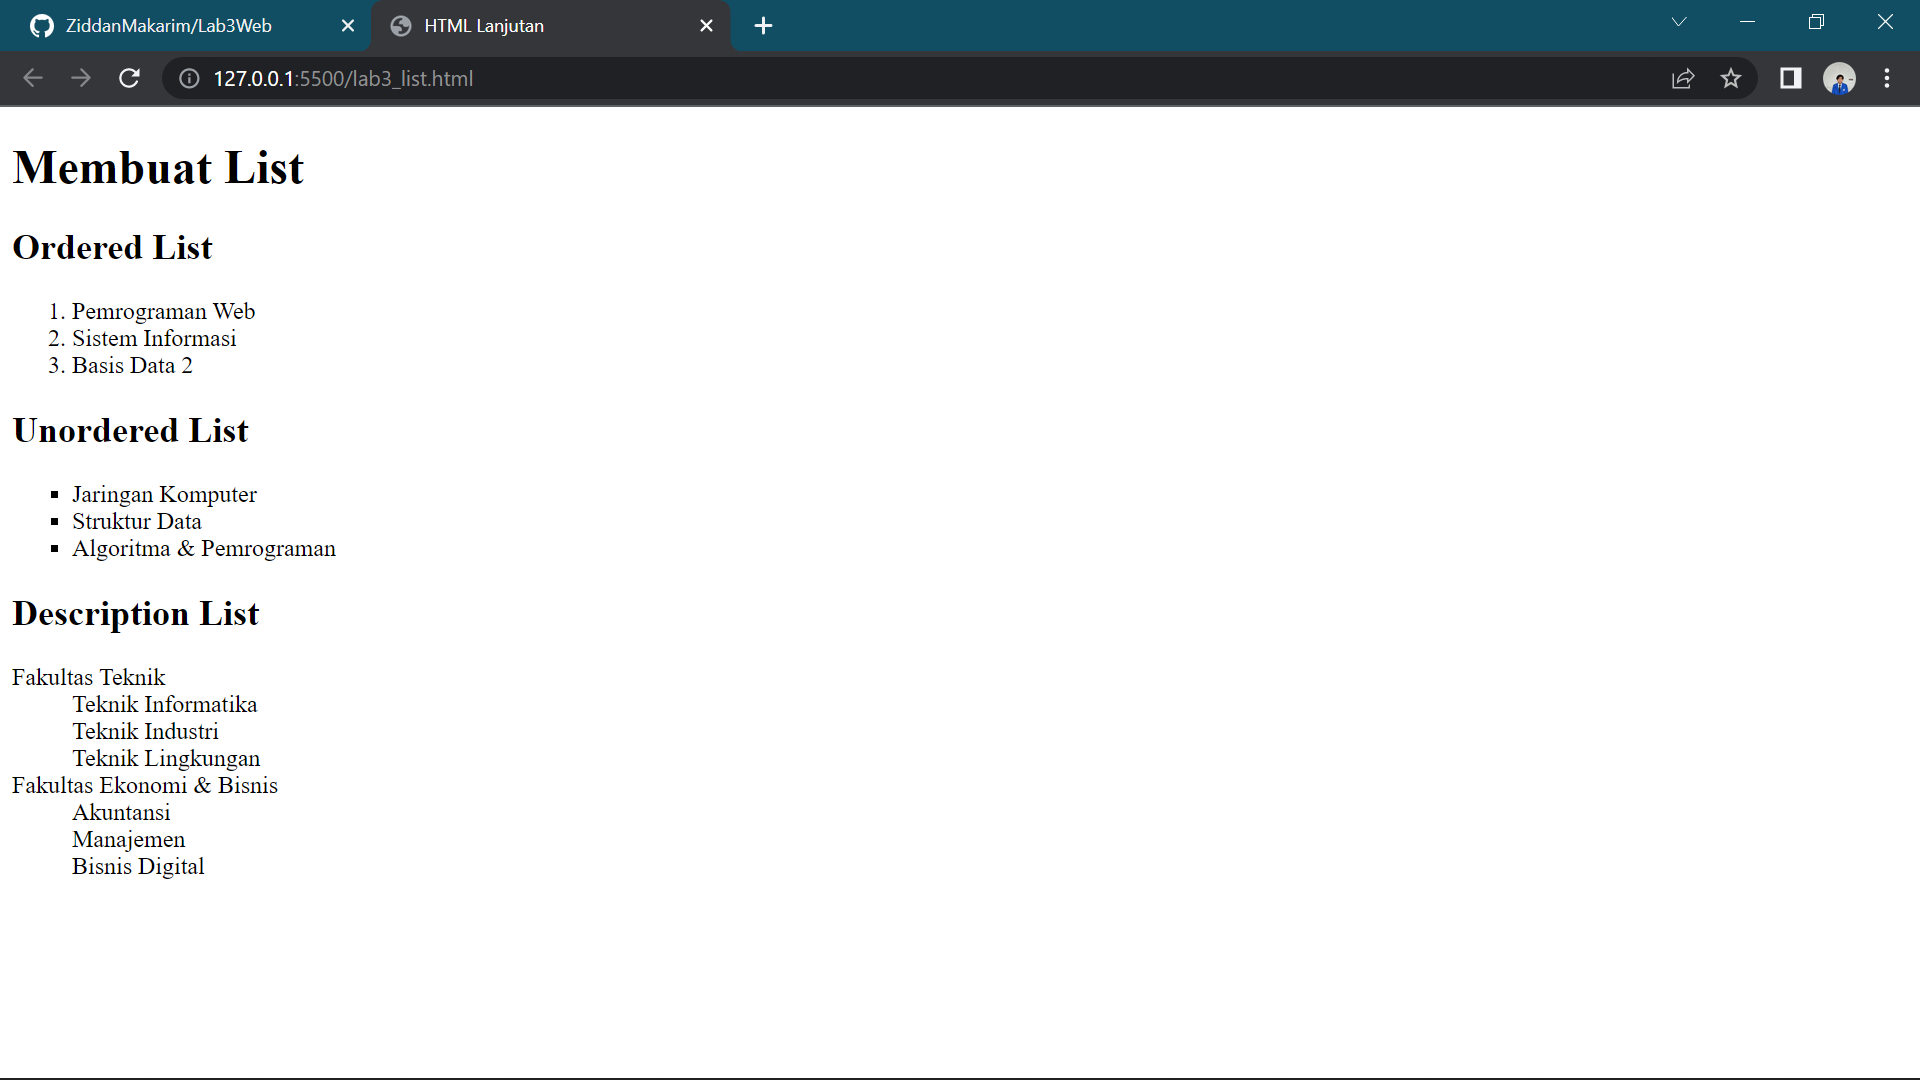 ZiddanMakarim/Lab3Web
HTML Lanjutan
127.0.0.1:5500/lab3_list.html
Membuat List
Ordered List
1. Pemrograman Web
2. Sistem Informasi
3. Basis Data 2
Unordered List
▪ Jaringan Komputer
▪ Struktur Data
▪ Algoritma & Pemrograman
Description List
Fakultas Teknik
Teknik Informatika
Teknik Industri
Teknik Lingkungan
Fakultas Ekonomi & Bisnis
Akuntansi
Manajemen
Bisnis Digital